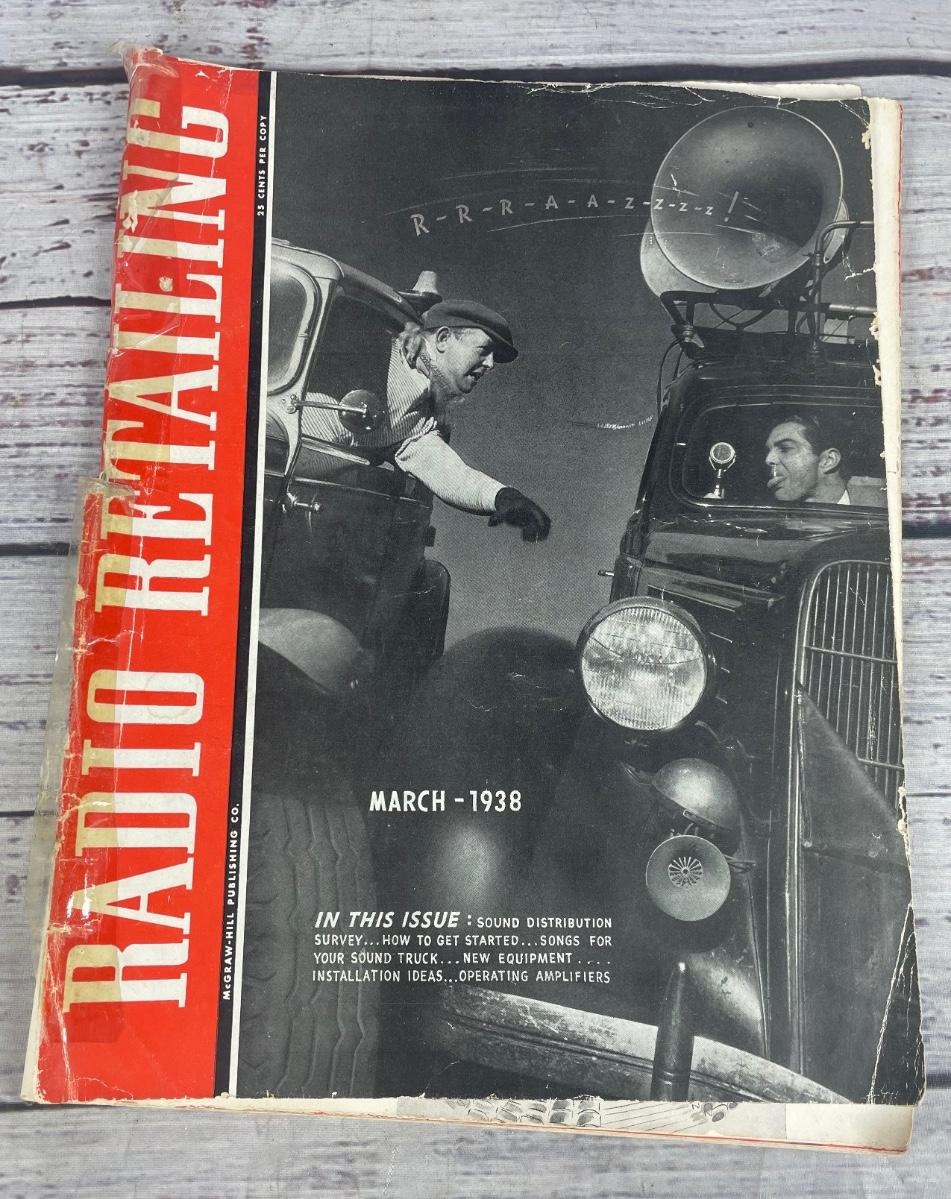 RADIO RETAILING
25 CENTS PER COPY
McGRAW-HILL PUBLISHING CO.
R-R-R-A-A-Z-Z-Z-Z-Z!
MARCH - 1938
IN THIS ISSUE: SOUND DISTRIBUTION
SURVEY...HOW TO GET STARTED...SONGS FOR
YOUR SOUND TRUCK...NEW EQUIPMENT....
INSTALLATION IDEAS...OPERATING AMPLIFIERS